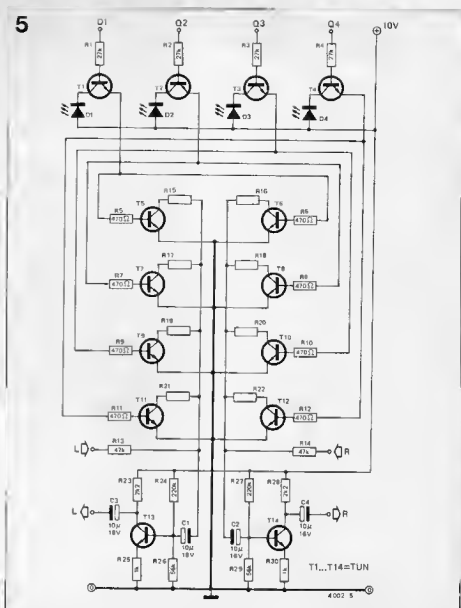 5
Q1 Q2 Q3 Q4 10V
R1 R2 R3 R4
27k 27k 27k 27k
T1 T2 T3 T4
D1 D2 D3 D4
R15 R16
T5 T6
R5 R6
470Ω 470Ω
R17 R18
T7 T8
R7 R8
470Ω 470Ω
R19 R20
T9 T10
R9 R10
470Ω 470Ω
R21 R22
T11 T12
R11 R12
470Ω 470Ω
R13 R14
L 47k 47k R
R23 R24 R27 R28
2k2 220k 220k 2k2
L C3 T13 C1 C2 T14 C4 R
10µ 10µ 10µ 10µ
16V 16V 16V 16V
R25 R26 R29 R30
1k 56k 56k 1k
T1...T14=TUN
0 0
4002 5